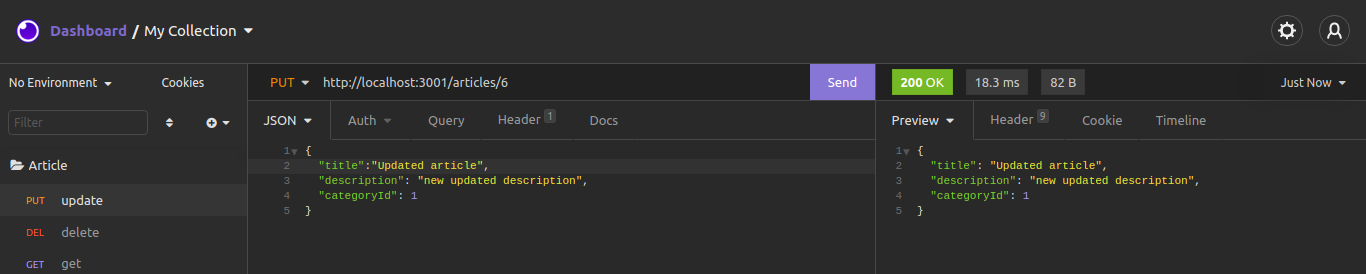 Dashboard / My Collection
No Environment Cookies
Filter
Article
PUT update
DEL delete
GET get
PUT http://localhost:3001/articles/6 Send
JSON Auth Query Header 1 Docs
1 {
2 "title":"Updated article",
3 "description": "new updated description",
4 "categoryId": 1
5 }
200 OK 18.3 ms 82 B Just Now
Preview Header 9 Cookie Timeline
1 {
2 "title": "Updated article",
3 "description": "new updated description",
4 "categoryId": 1
5 }